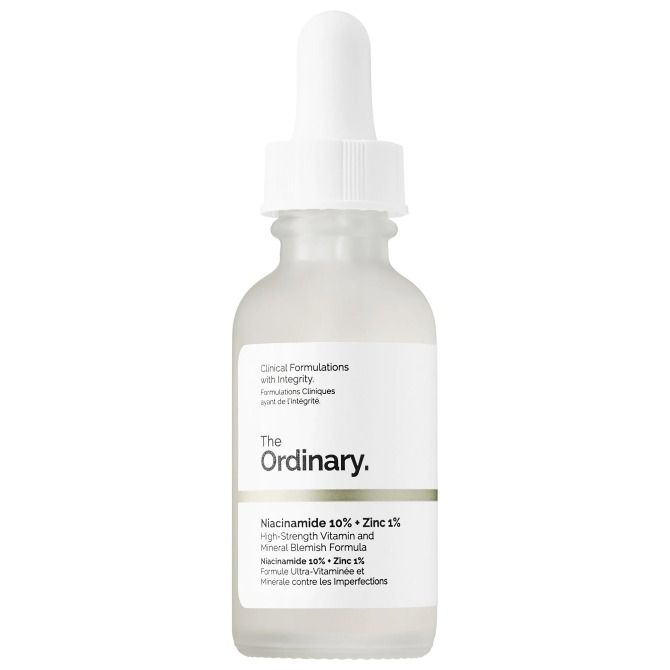 Clinical Formulations
with Integrity.
Formulations Cliniques
ayant de l'Intégrité.
The
Ordinary.
Niacinamide 10% + Zinc 1%
High-Strength Vitamin and
Mineral Blemish Formula
Niacinamide 10% + Zinc 1%
Formule Ultra-Vitaminée et
Minérale contre les Imperfections